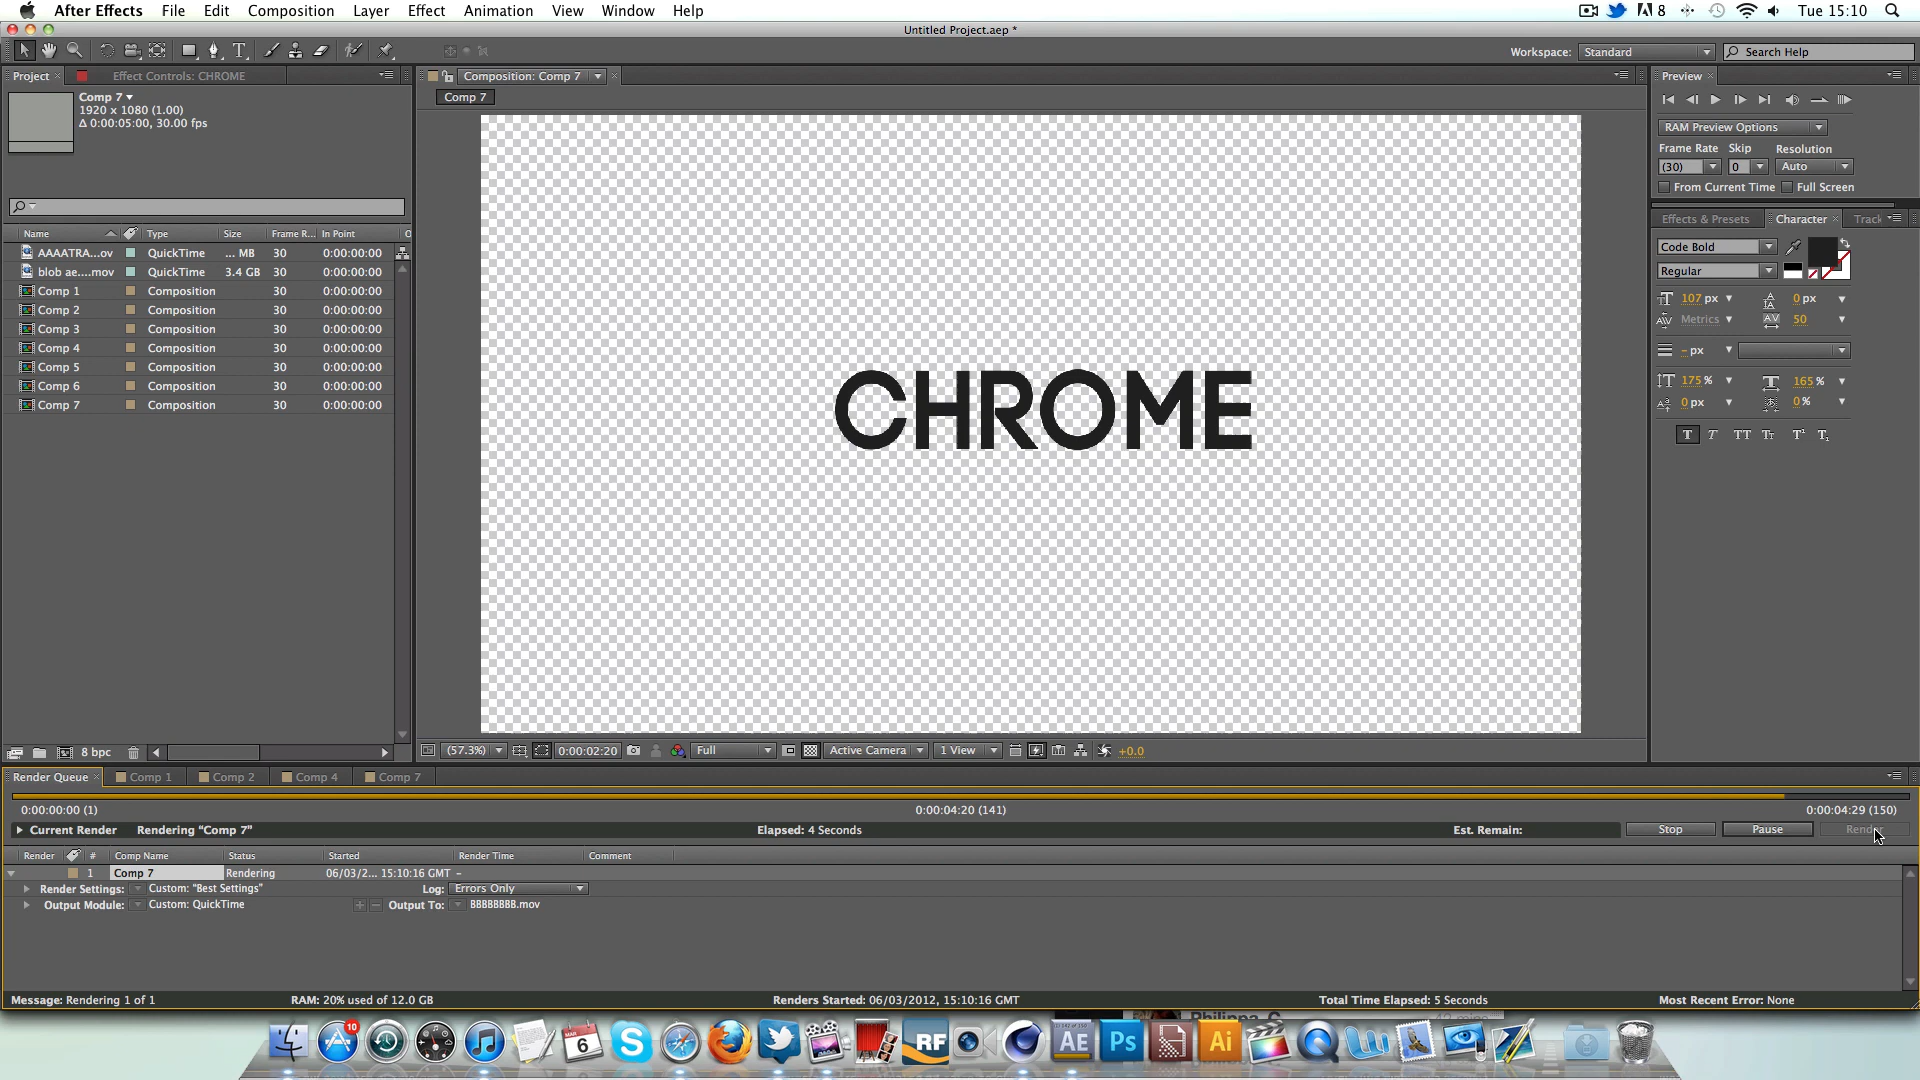 After Effects File Edit Composition Layer Effect Animation View Window Help 8 Tue 15:10
Untitled Project.aep *
T Workspace: Standard Search Help
Project Effect Controls: CHROME Composition: Comp 7 Preview
Comp 7
1920 x 1080 (1.00)
Δ 0:00:05:00, 30.00 fps
Comp 7
RAM Preview Options
Frame Rate Skip Resolution
(30) 0 Auto
From Current Time Full Screen
Effects & Presets Character Track
Name Type Size Frame R... In Point
AAAATRA...ov QuickTime ... MB 30 0:00:00:00
blob ae....mov QuickTime 3.4 GB 30 0:00:00:00
Comp 1 Composition 30 0:00:00:00
Comp 2 Composition 30 0:00:00:00
Comp 3 Composition 30 0:00:00:00
Comp 4 Composition 30 0:00:00:00
Comp 5 Composition 30 0:00:00:00
Comp 6 Composition 30 0:00:00:00
Comp 7 Composition 30 0:00:00:00
Code Bold
Regular
107 px 0 px
Metrics 50
- px
175 % 165 %
0 px 0 %
T T TT Tt T¹ T₁
CHROME
8 bpc
(57.3%) 0:00:02:20 Full Active Camera 1 View +0.0
Render Queue Comp 1 Comp 2 Comp 4 Comp 7
0:00:00:00 (1) 0:00:04:20 (141) 0:00:04:29 (150)
Current Render Rendering "Comp 7" Elapsed: 4 Seconds Est. Remain: Stop Pause Render
Render # Comp Name Status Started Render Time Comment
1 Comp 7 Rendering 06/03/2... 15:10:16 GMT -
Render Settings: Custom: "Best Settings" Log: Errors Only
Output Module: Custom: QuickTime Output To: BBBBBBBB.mov
Message: Rendering 1 of 1 RAM: 20% used of 12.0 GB Renders Started: 06/03/2012, 15:10:16 GMT Total Time Elapsed: 5 Seconds Most Recent Error: None
10 MAR 6 S RF AE Ps Ai W